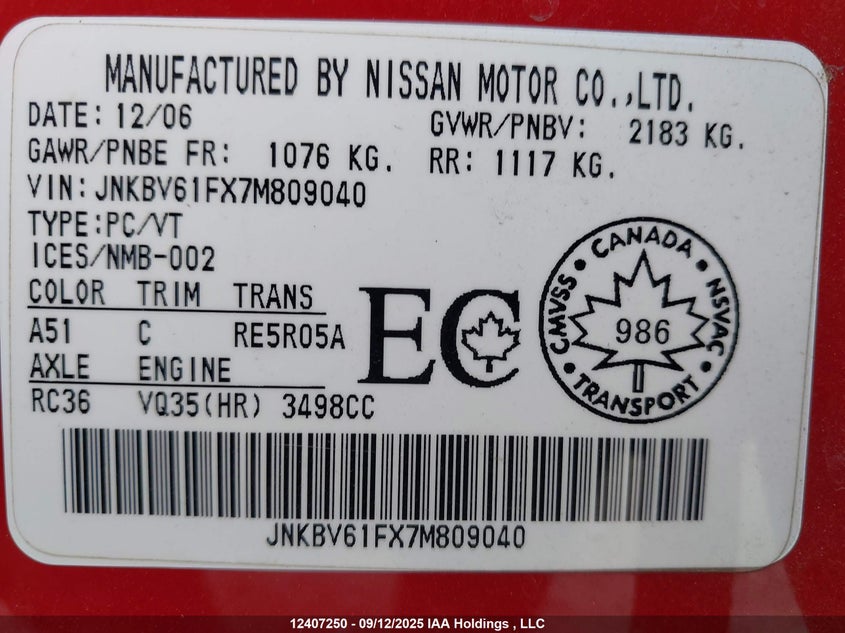 MANUFACTURED BY NISSAN MOTOR CO.,LTD.
DATE: 12/06 GVWR/PNBV: 2183 KG.
GAWR/PNBE FR: 1076 KG. RR: 1117 KG.
VIN: JNKBV61FX7M809040
TYPE:PC/VT
ICES/NMB-002
COLOR TRIM TRANS
A51 C RE5R05A
AXLE ENGINE
RC36 VQ35(HR) 3498CC
EC
CANADA
CMVSS NSVAC
986
TRANSPORT
JNKBV61FX7M809040
12407250 - 09/12/2025 IAA Holdings , LLC